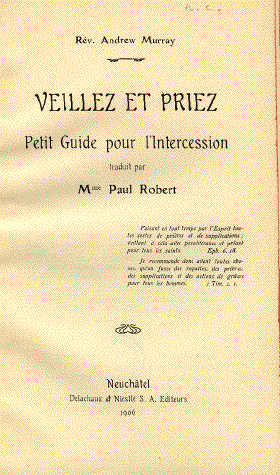 Rév. Andrew Murray
VEILLEZ ET PRIEZ
Petit Guide pour l'Intercession
traduit par
Mme Paul Robert
Faisant en tout temps par l'Esprit tou-
tes sortes de prières et de supplications;
veillant à cela avec persévérance et priant
pour tous les saints. Eph. 6. 18.
Je recommande donc avant toutes cho-
ses, qu'on fasse des requêtes, des prières,
des supplications et des actions de grâces
pour tous les hommes. 1 Tim. 2. 1.
Neuchâtel
Delachaux & Niestlé S. A. Editeurs
1906